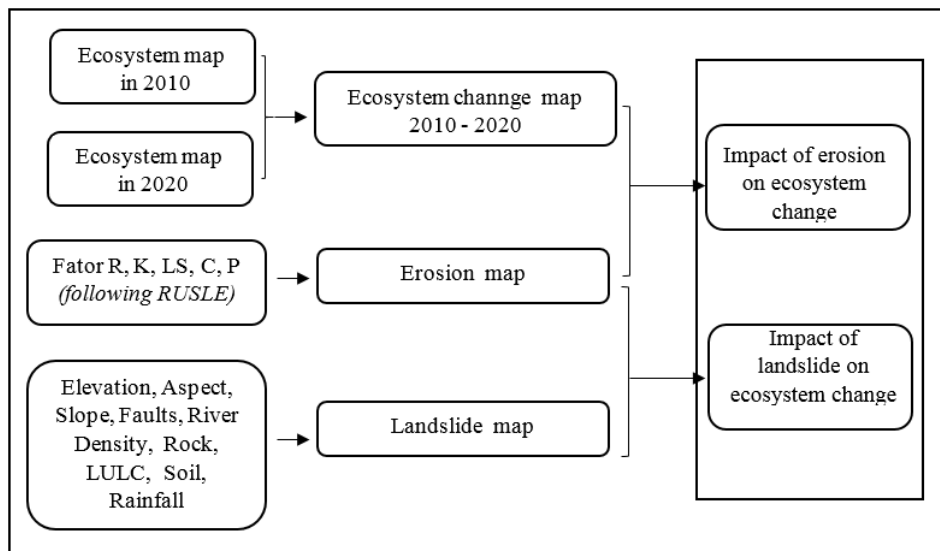 Ecosystem map
in 2010
Ecosystem map
in 2020
Ecosystem channge map
2010 - 2020
Impact of erosion
on ecosystem
change
Fator R, K, LS, C, P
(following RUSLE)
Erosion map
Elevation, Aspect,
Slope, Faults, River
Density, Rock,
LULC, Soil,
Rainfall
Landslide map
Impact of
landslide on
ecosystem change